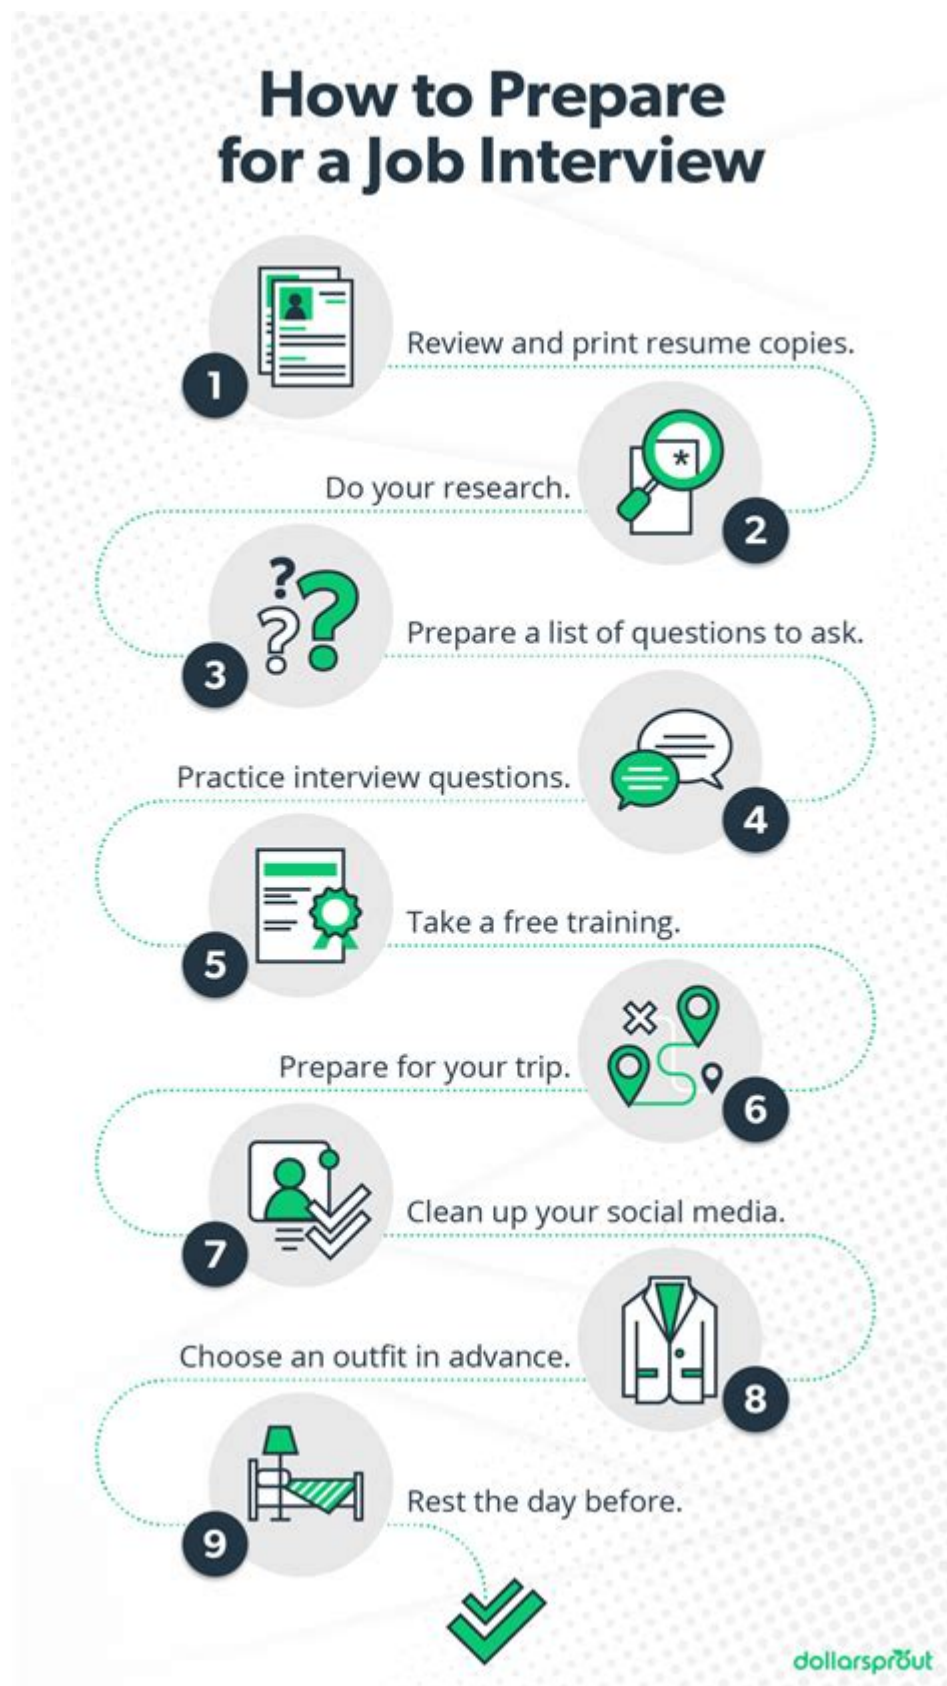 How to Prepare
for a Job Interview
1
Review and print resume copies.
*
2
Do your research.
? ? ?
3
Prepare a list of questions to ask.
4
Practice interview questions.
5
Take a free training.
6
Prepare for your trip.
7
Clean up your social media.
8
Choose an outfit in advance.
9
Rest the day before.
dollarsprout